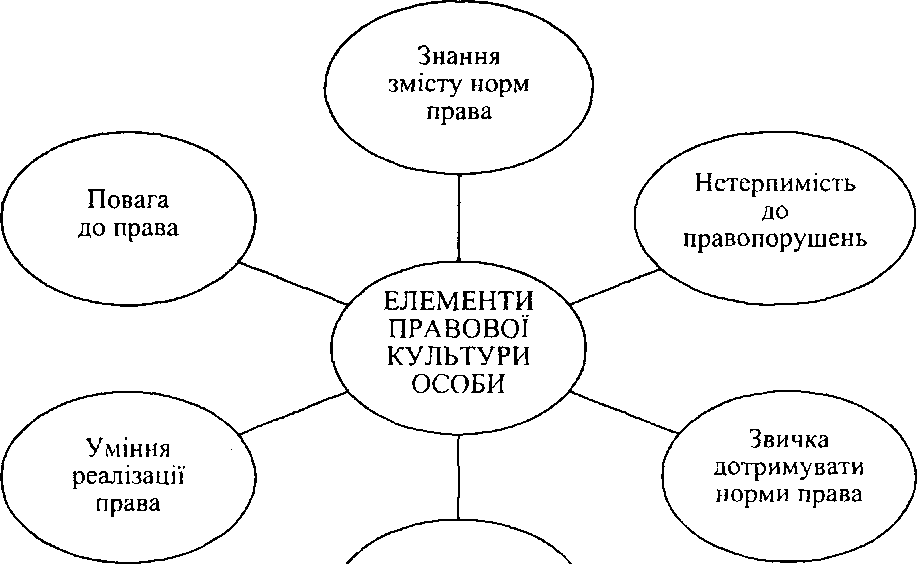 Знання
змісту норм
права
Повага
до права
Нетерпимість
до
правопорушень
ЕЛЕМЕНТИ
ПРАВОВОЇ
КУЛЬТУРИ
ОСОБИ
Уміння
реалізації
права
Звичка
дотримувати
норми права